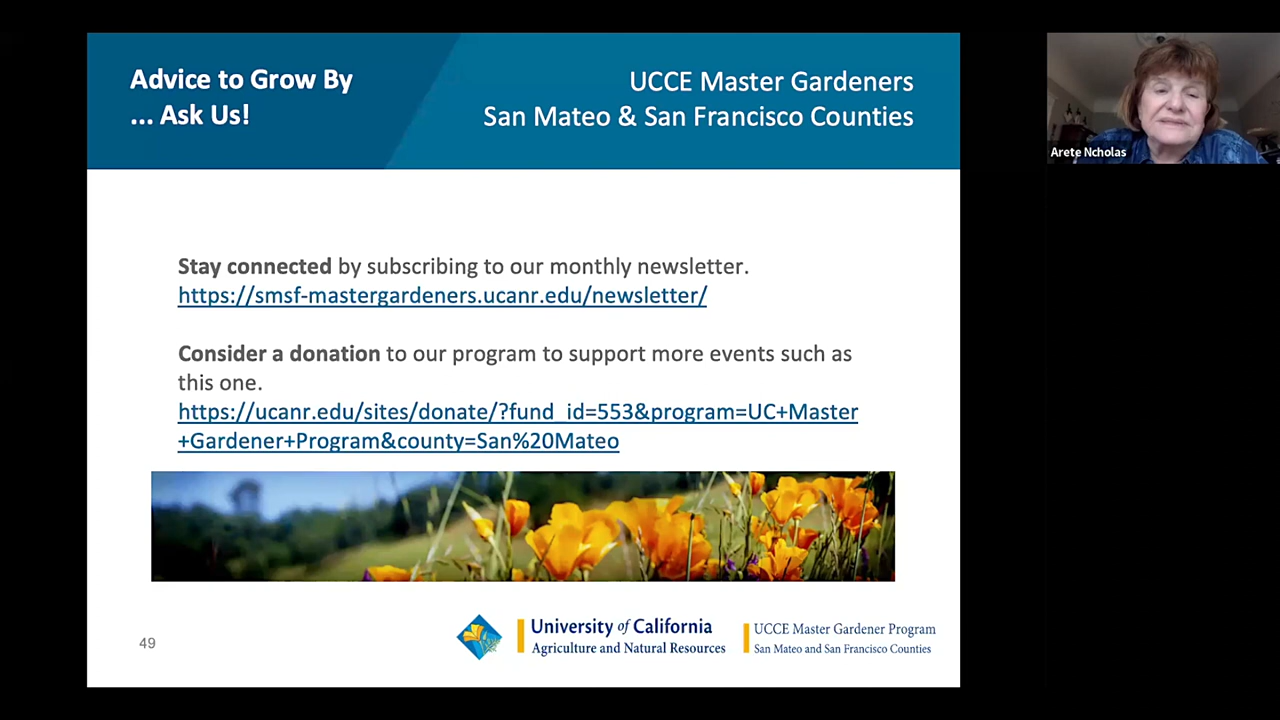 Advice to Grow By
... Ask Us!
UCCE Master Gardeners
San Mateo & San Francisco Counties
Arete Ncholas
Stay connected by subscribing to our monthly newsletter.
https://smsf-mastergardeners.ucanr.edu/newsletter/
Consider a donation to our program to support more events such as
this one.
https://ucanr.edu/sites/donate/?fund_id=553&program=UC+Master
+Gardener+Program&county=San%20Mateo
49
University of California
Agriculture and Natural Resources
UCCE Master Gardener Program
San Mateo and San Francisco Counties